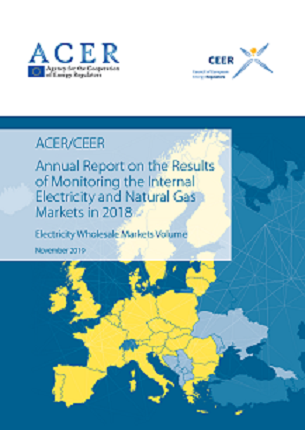 ACER
Agency for the Cooperation
of Energy Regulators
CEER
Council of European
Energy Regulators
ACER/CEER
Annual Report on the Results
of Monitoring the Internal
Electricity and Natural Gas
Markets in 2018
Electricity Wholesale Markets Volume
November 2019